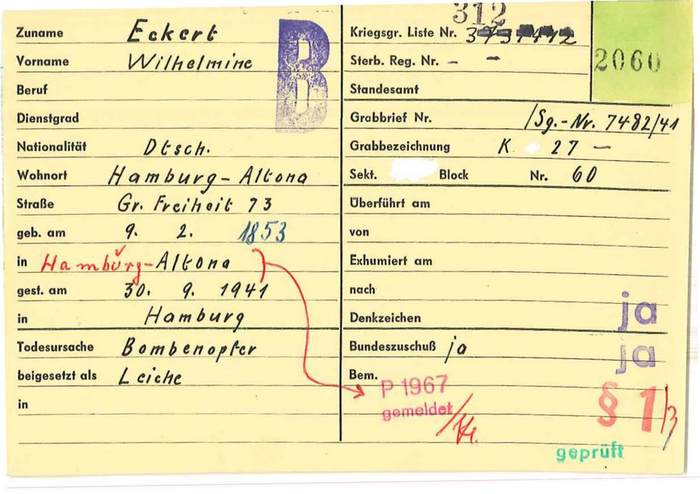 Zuname Eckert
Vorname Wilhelmine
Beruf
Dienstgrad
Nationalität Dtsch.
Wohnort Hamburg-Altona
Straße Gr. Freiheit 73
geb. am 9. 2. 1853
in Hamburg-Altona
gest. am 30. 9. 1941
in Hamburg
Todesursache Bombenopfer
beigesetzt als Leiche
in
B
312
Kriegsgr. Liste Nr.
2060
Sterb. Reg. Nr. – –
Standesamt
Grabbrief Nr. /Sg.-Nr. 7482/41
Grabbezeichnung K 27 –
Sekt. Block Nr. 60
Überführt am
von
Exhumiert am
nach
Denkzeichen ja
Bundeszuschuß ja ja
Bem.
P 1967
gemeldet
§ 1/3
geprüft